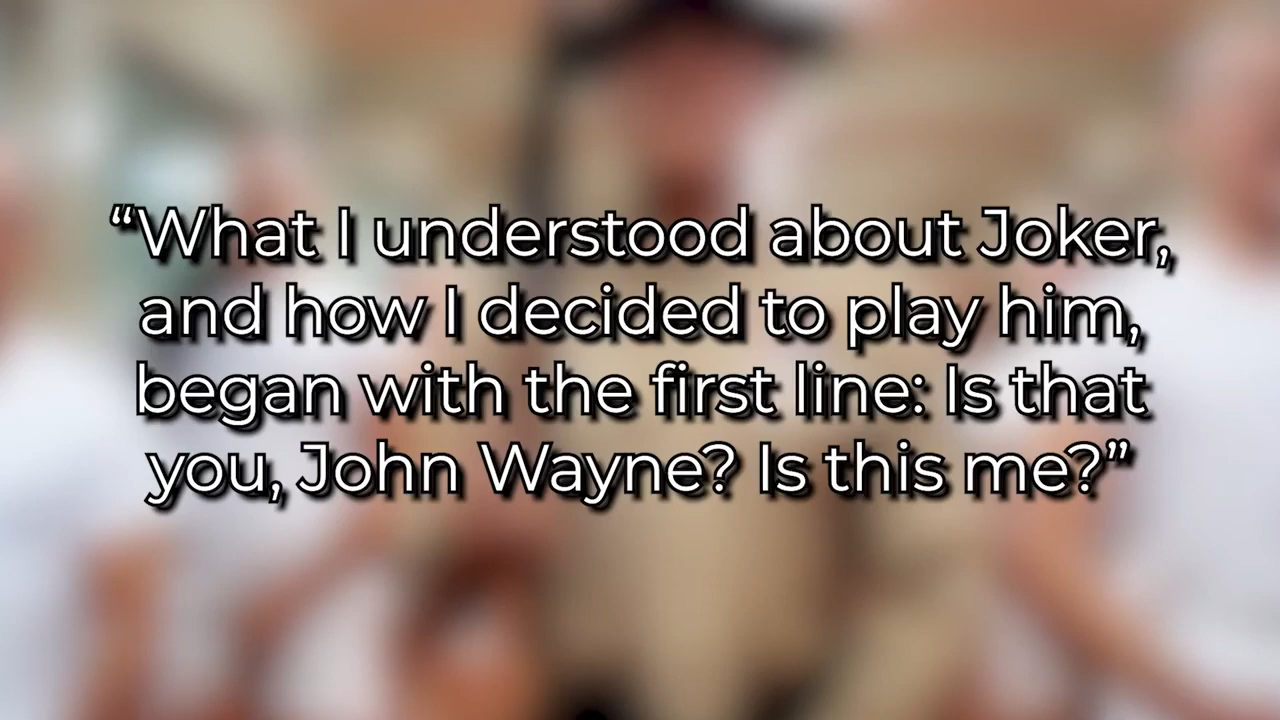 “What I understood about Joker,
and how I decided to play him,
began with the first line: Is that
you, John Wayne? Is this me?”